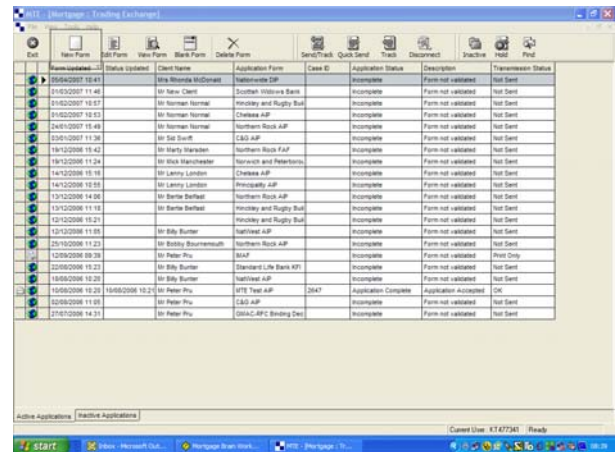 MTE - [Mortgage : Trading Exchange]
File View Tools Help
Exit New Form Edit Form View Form Blank Form Delete Form Send/Track Quick Send Track Disconnect Inactive Hold Find
Form Updated Status Updated Client Name Application Form Case ID Application Status Description Transmission Status
05/04/2007 10:41 Mrs Rhonda McDonald Nationwide DIP Incomplete Form not validated Not Sent
01/03/2007 11:46 Mr New Client Scottish Widows Bank Incomplete Form not validated Not Sent
01/02/2007 10:57 Mr Norman Normal Hinckley and Rugby Buil Incomplete Form not validated Not Sent
01/02/2007 10:53 Mr Norman Normal Chelsea AIP Incomplete Form not validated Not Sent
24/01/2007 15:49 Mr Norman Normal Northern Rock AIP Incomplete Form not validated Not Sent
03/01/2007 11:36 Mr Sid Swift C&G AIP Incomplete Form not validated Not Sent
19/12/2006 15:42 Mr Marty Marsden Northern Rock FAF Incomplete Form not validated Not Sent
19/12/2006 11:24 Mr Mick Manchester Norwich and Peterborou Incomplete Form not validated Not Sent
14/12/2006 15:16 Mr Lenny London Chelsea AIP Incomplete Form not validated Not Sent
14/12/2006 10:55 Mr Lenny London Principality AIP Incomplete Form not validated Not Sent
13/12/2006 14:06 Mr Bertie Belfast Northern Rock AIP Incomplete Form not validated Not Sent
13/12/2006 11:18 Mr Bertie Belfast Hinckley and Rugby Buil Incomplete Form not validated Not Sent
12/12/2006 15:21 Hinckley and Rugby Buil Incomplete Form not validated Not Sent
12/12/2006 11:05 Mr Billy Bunter NatWest AIP Incomplete Form not validated Not Sent
25/10/2006 11:23 Mr Bobby Bournemouth Northern Rock AIP Incomplete Form not validated Not Sent
12/09/2006 09:39 Mr Peter Pru MAF Incomplete Form not validated Print Only
22/08/2006 15:23 Mr Billy Bunter Standard Life Bank KFI Incomplete Form not validated Not Sent
18/08/2006 10:20 Mr Billy Bunter NatWest AIP Incomplete Form not validated Not Sent
10/08/2006 10:20 10/08/2006 10:21 Mr Peter Pru MTE Test AIP 2647 Application Complete Application Accepted OK
02/08/2006 11:05 Mr Peter Pru C&G AIP Incomplete Form not validated Not Sent
27/07/2006 14:31 Mr Peter Pru GMAC-RFC Binding Dec Incomplete Form not validated Not Sent
Active Applications Inactive Applications
Current User : KT477341 Ready
start Inbox - Microsoft Out... Mortgage Brain Work... MTE - [Mortgage : Tr... 08:39